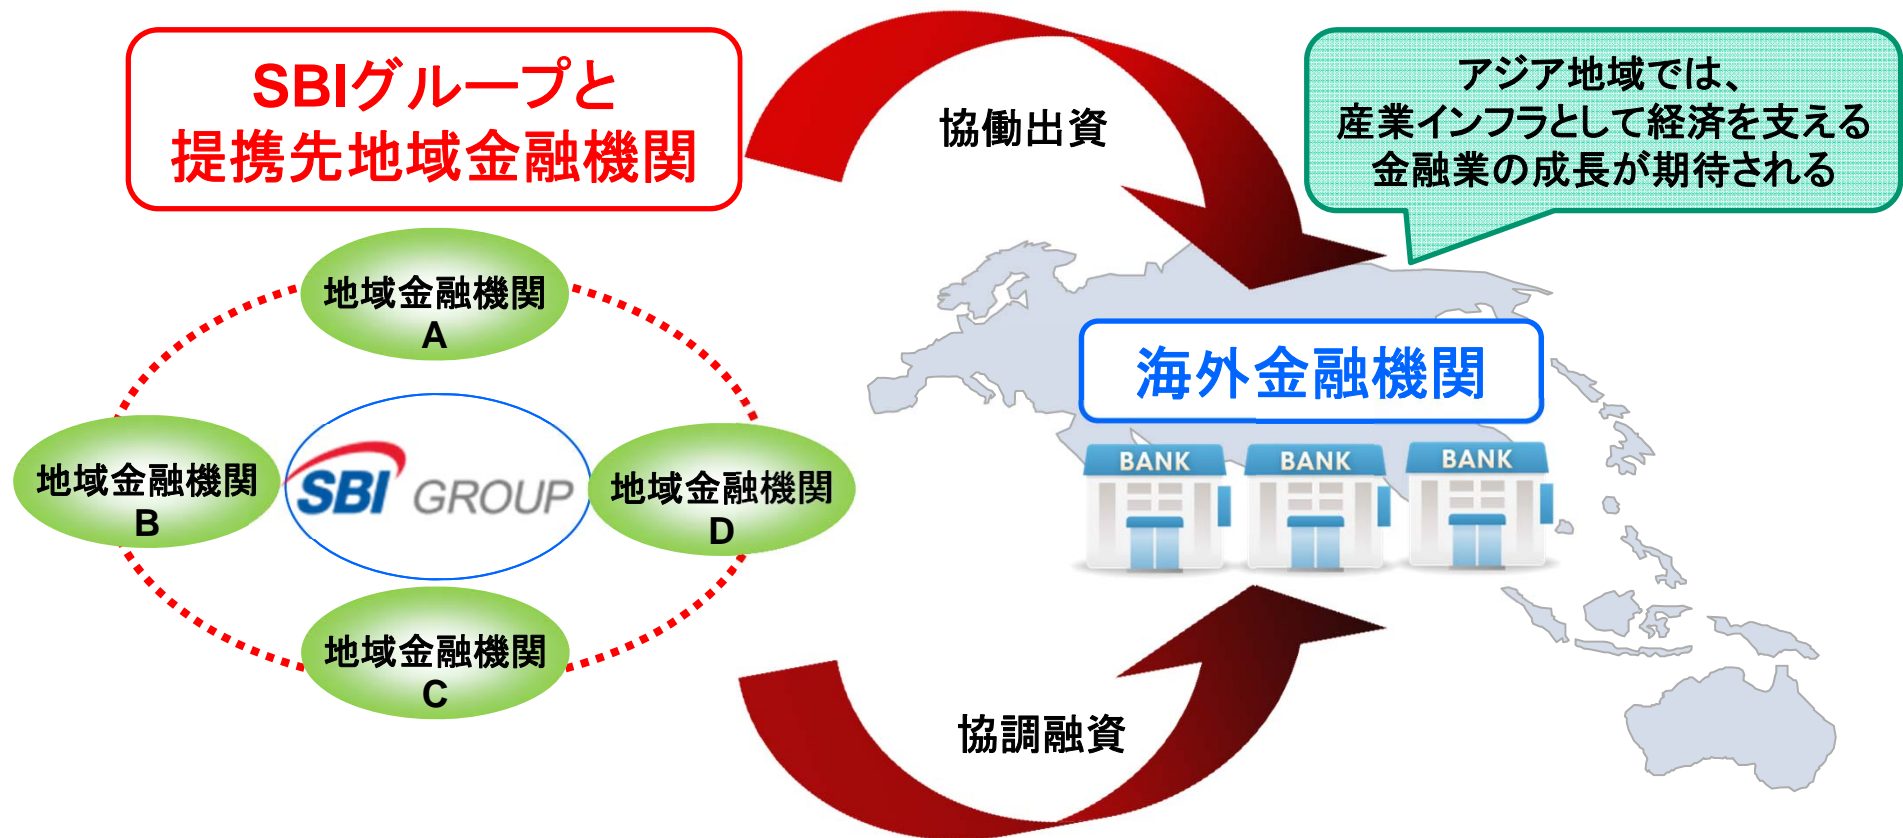 SBIグループと
提携先地域金融機関
協働出資
アジア地域では、
産業インフラとして経済を支える
金融業の成長が期待される
地域金融機関
A
地域金融機関
B
SBI GROUP
地域金融機関
D
地域金融機関
C
海外金融機関
BANK
BANK
BANK
協調融資